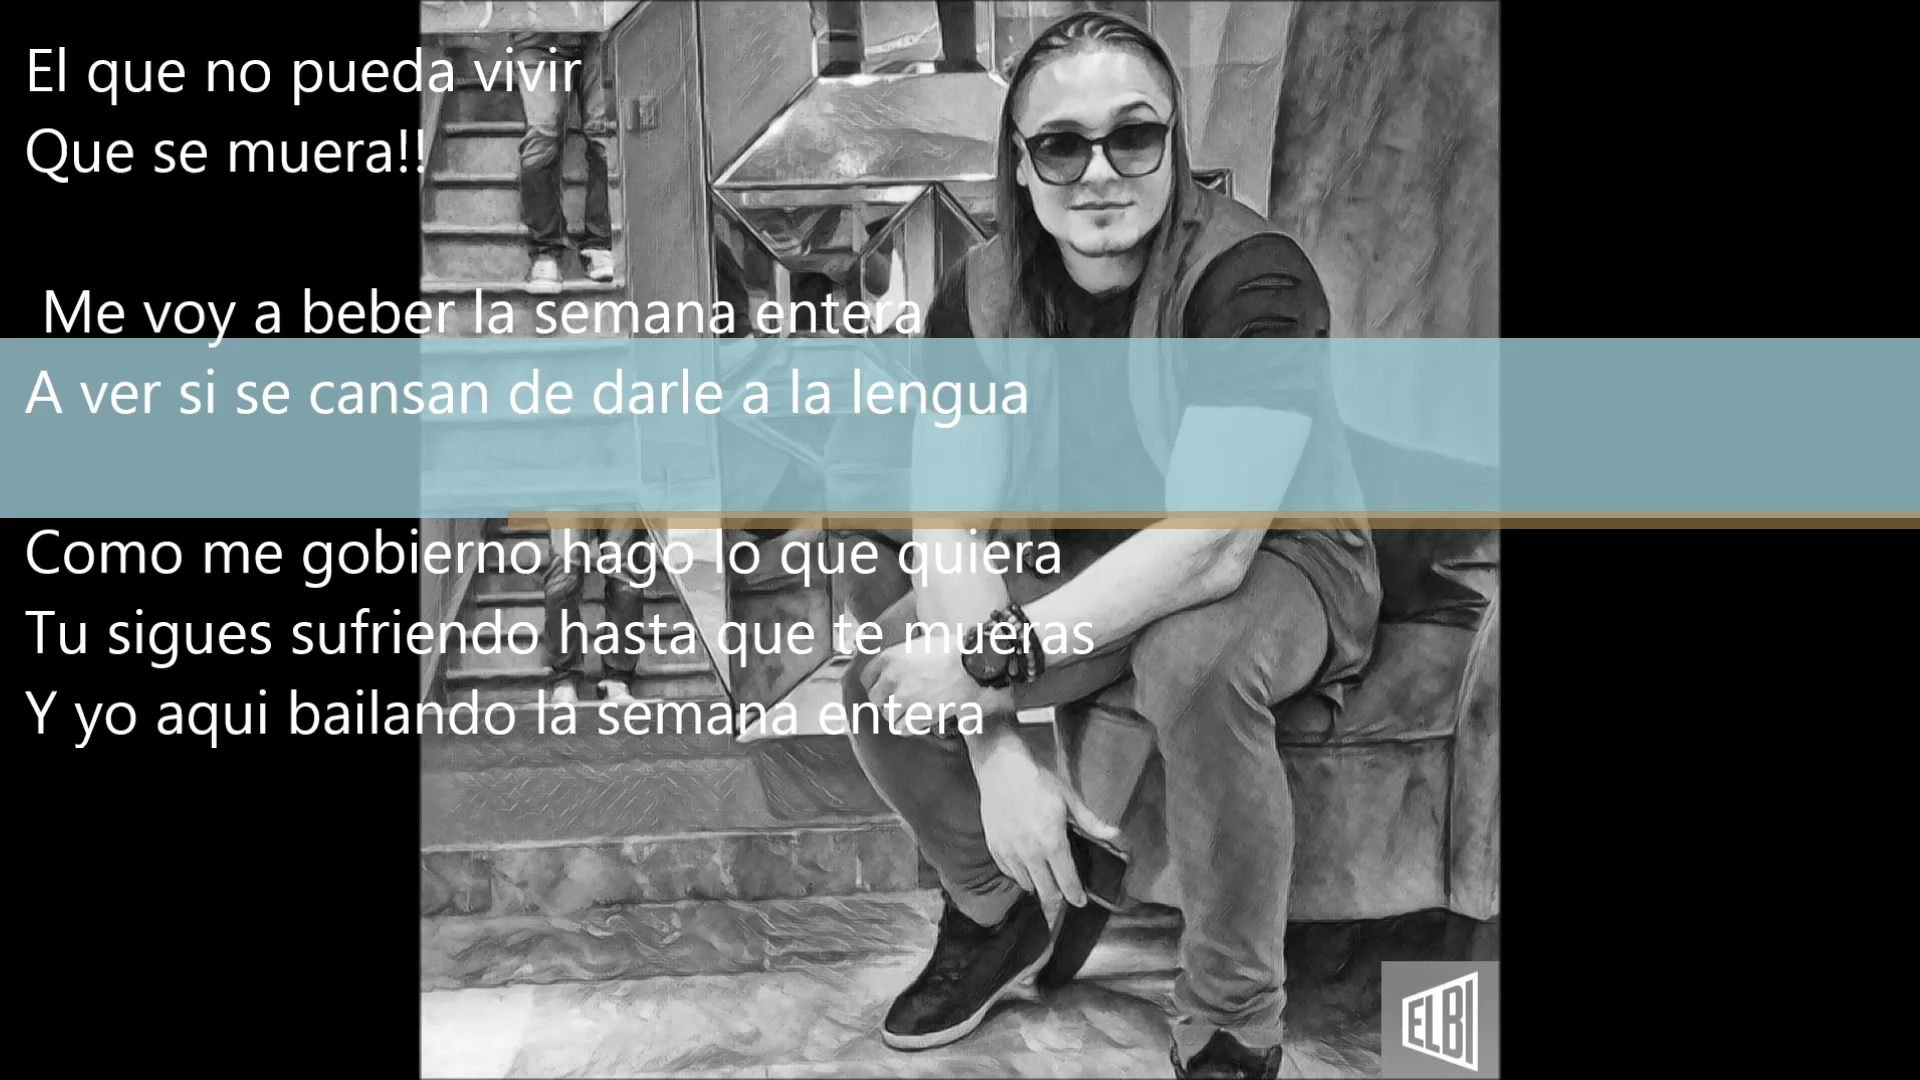 El que no pueda vivir
Que se muera!!
Me voy a beber la semana entera
A ver si se cansan de darle a la lengua
Como me gobierno hago lo que quiera
Tu sigues sufriendo hasta que te mueras
Y yo aqui bailando la semana entera
ELBI